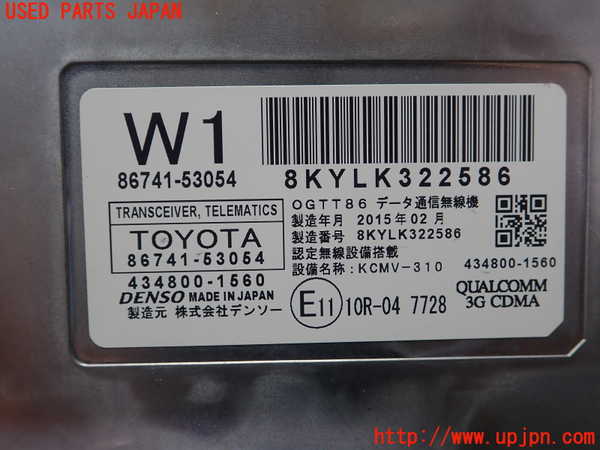 USED PARTS JAPAN
W1
86741-53054
8KYLK322586
TRANSCEIVER, TELEMATICS
TOYOTA
86741-53054
434800-1560
DENSO MADE IN JAPAN
製造元 株式会社デンソー
OGTT86 データ通信無線機
製造年月 2015年02月
製造番号 8KYLK322586
認定無線設備搭載
設備名称:KCMV-310
434800-1560
E11 10R-04 7728
QUALCOMM
3G CDMA
http://www.upjpn.com/